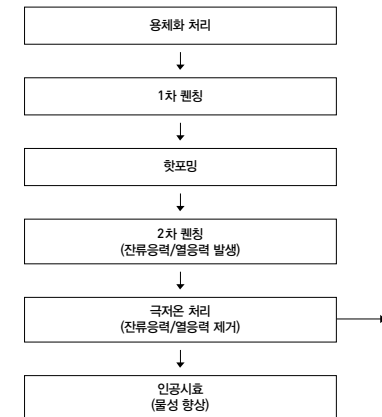 용체화 처리
1차 퀜칭
핫포밍
2차 퀜칭
(잔류응력/열응력 발생)
극저온 처리
(잔류응력/열응력 제거)
인공시효
(물성 향상)